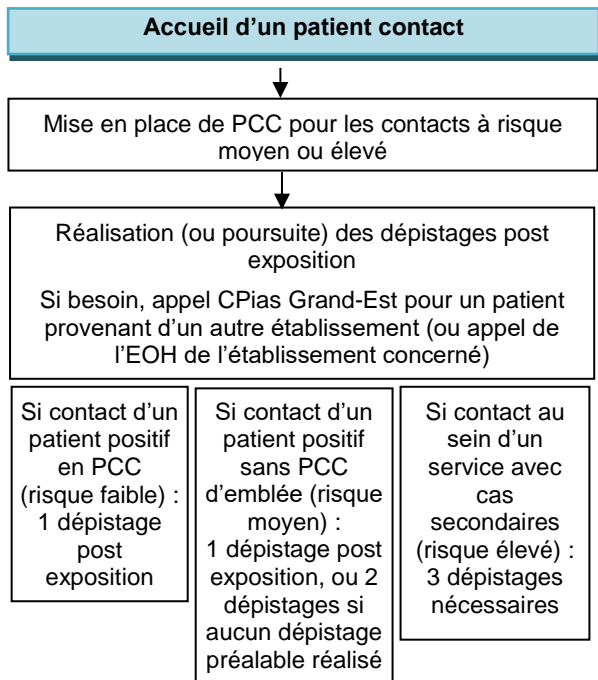 Accueil d'un patient contact
Mise en place de PCC pour les contacts à risque
moyen ou élevé
Réalisation (ou poursuite) des dépistages post
exposition
Si besoin, appel CPias Grand-Est pour un patient
provenant d'un autre établissement (ou appel de
l'EOH de l'établissement concerné)
Si contact d'un
patient positif
en PCC
(risque faible) :
1 dépistage
post
exposition
Si contact d'un
patient positif
sans PCC
d'emblée (risque
moyen) :
1 dépistage post
exposition, ou 2
dépistages si
aucun dépistage
préalable réalisé
Si contact au
sein d'un
service avec
cas
secondaires
(risque élevé) :
3 dépistages
nécessaires